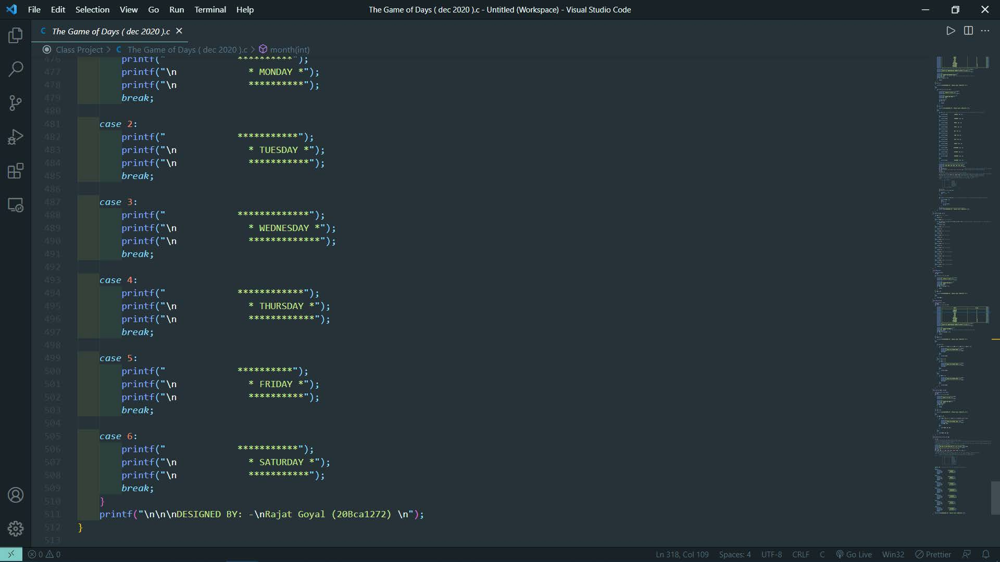 File Edit Selection View Go Run Terminal Help
The Game of Days ( dec 2020 ).c - Untitled (Workspace) - Visual Studio Code
C The Game of Days ( dec 2020 ).c
Class Project > C The Game of Days ( dec 2020 ).c > month(int)
476 printf("             **********");
477 printf("\n             * MONDAY *");
478 printf("\n             **********");
479 break;
480
481 case 2:
482 printf("             ***********");
483 printf("\n             * TUESDAY *");
484 printf("\n             ***********");
485 break;
486
487 case 3:
488 printf("             *************");
489 printf("\n             * WEDNESDAY *");
490 printf("\n             *************");
491 break;
492
493 case 4:
494 printf("             ************");
495 printf("\n             * THURSDAY *");
496 printf("\n             ************");
497 break;
498
499 case 5:
500 printf("             **********");
501 printf("\n             * FRIDAY *");
502 printf("\n             **********");
503 break;
504
505 case 6:
506 printf("             ***********");
507 printf("\n             * SATURDAY *");
508 printf("\n             ***********");
509 break;
510 }
511 printf("\n\n\nDESIGNED BY: -\nRajat Goyal (20Bca1272) \n");
512 }
513
0 0 Ln 318, Col 109 Spaces: 4 UTF-8 CRLF C Go Live Win32 Prettier